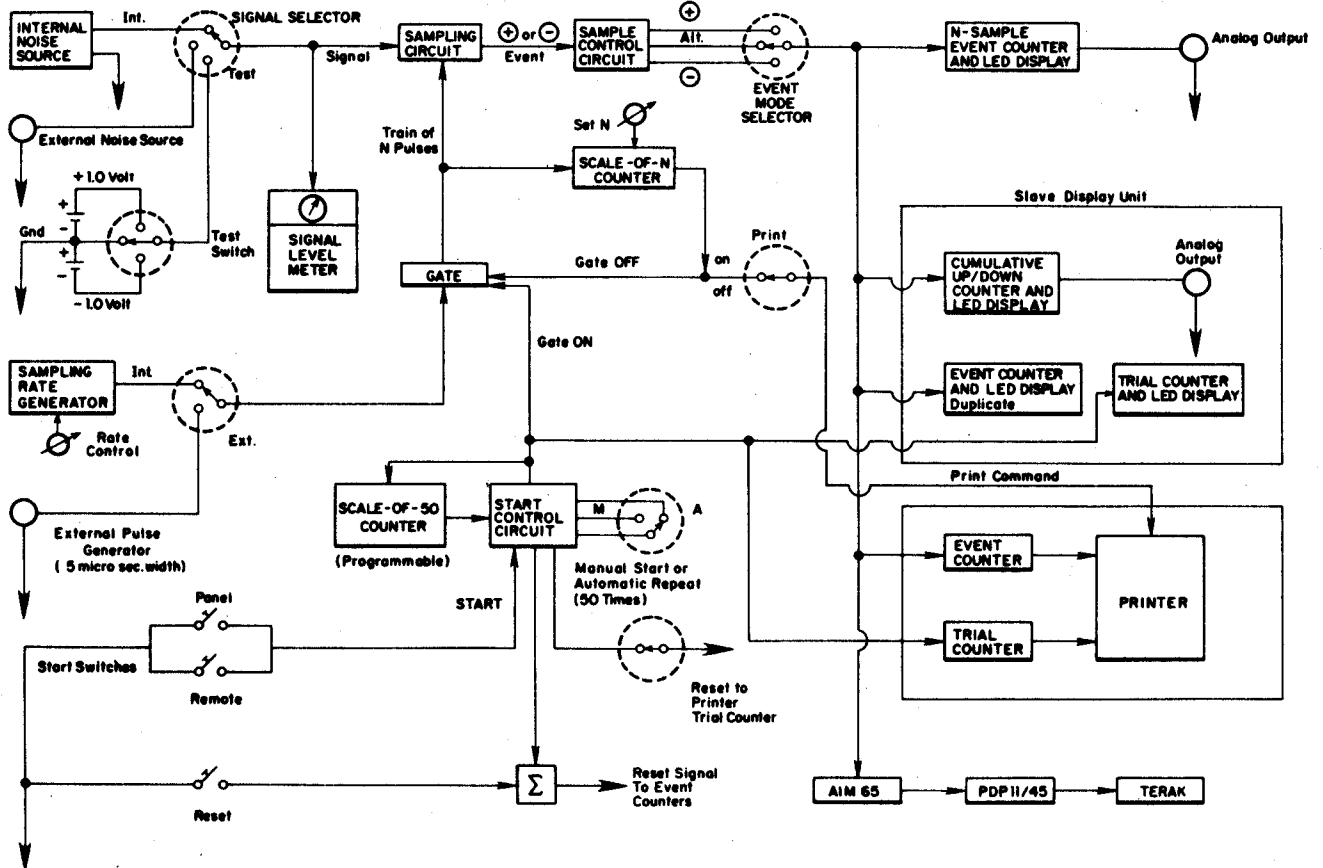 INTERNAL
NOISE
SOURCE
Int.
SIGNAL SELECTOR
Test
Signal
SAMPLING
CIRCUIT
⊕ or ⊖
Event
SAMPLE
CONTROL
CIRCUIT
⊕
Alt.
⊖
EVENT
MODE
SELECTOR
N-SAMPLE
EVENT COUNTER
AND LED DISPLAY
Analog Output
External Noise Source
Train of
N Pulses
Set N
SCALE-OF-N
COUNTER
+ 1.0 Volt
+
-
Gnd
+
-
- 1.0 Volt
Test
Switch
SIGNAL
LEVEL
METER
GATE
Gate OFF
on
off
Print
Slave Display Unit
CUMULATIVE
UP/DOWN
COUNTER AND
LED DISPLAY
Analog
Output
Gate ON
SAMPLING
RATE
GENERATOR
Int
Ext.
Rate
Control
EVENT COUNTER
AND LED DISPLAY
Duplicate
TRIAL COUNTER
AND LED DISPLAY
External Pulse
Generator
( 5 micro sec. width)
SCALE-OF-50
COUNTER
(Programmable)
START
CONTROL
CIRCUIT
M
A
Manual Start or
Automatic Repeat
(50 Times)
Print Command
EVENT
COUNTER
TRIAL
COUNTER
PRINTER
START
Panel
Start Switches
Remote
Reset to
Printer
Trial Counter
Reset
Σ
Reset Signal
To Event
Counters
AIM 65
PDP 11/45
TERAK